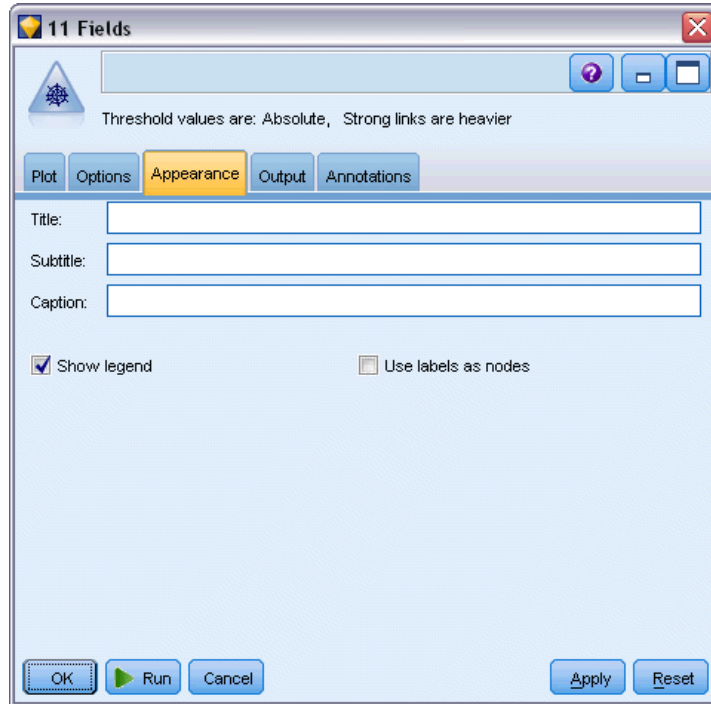 11 Fields
Threshold values are: Absolute, Strong links are heavier
Plot Options Appearance Output Annotations
Title:
Subtitle:
Caption:
Show legend Use labels as nodes
OK Run Cancel Apply Reset